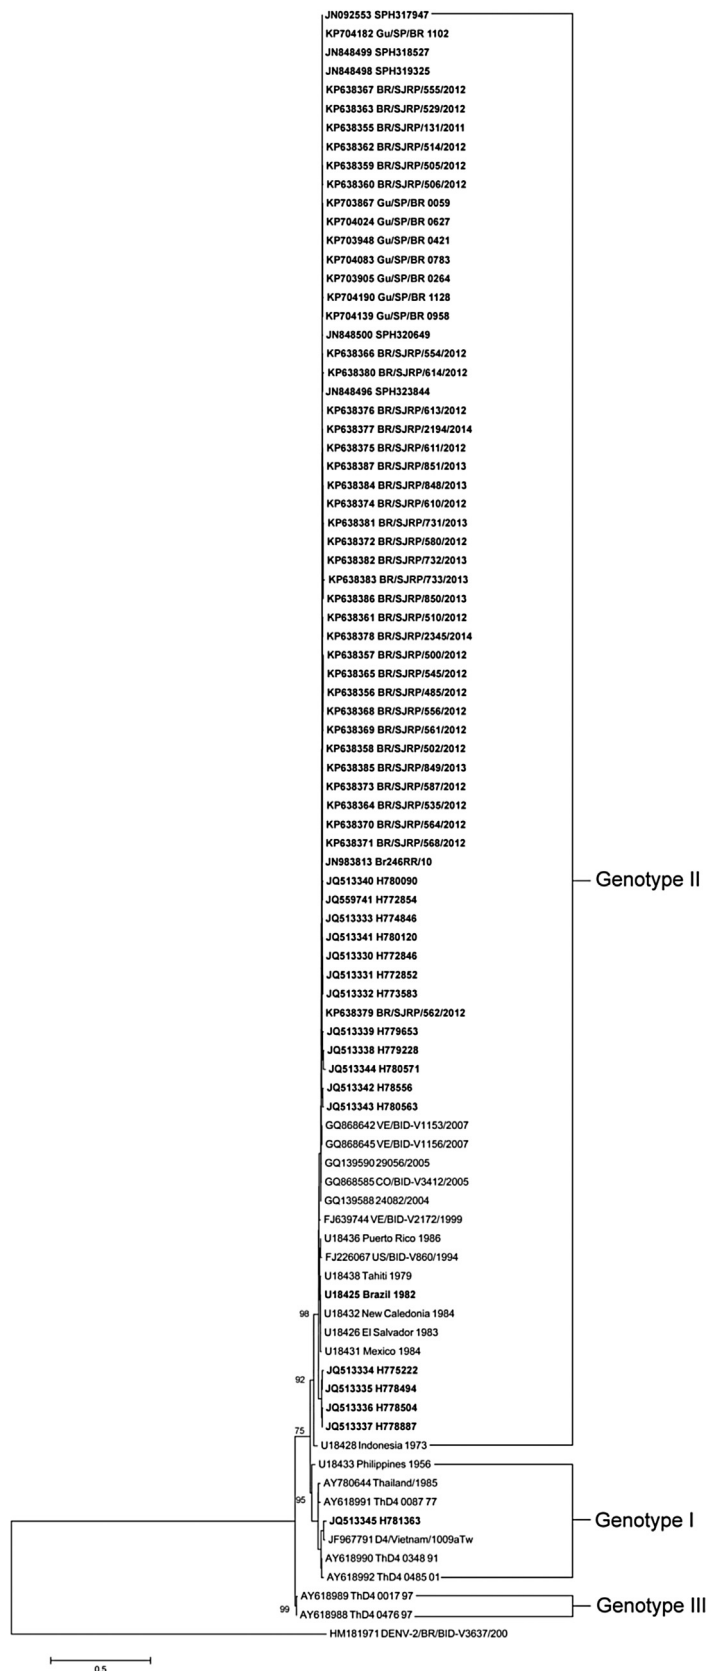 JN092553 SPH317947
KP704182 Gu/SP/BR 1102
JN848499 SPH318527
JN848498 SPH319325
KP638367 BR/SJRP/555/2012
KP638363 BR/SJRP/529/2012
KP638355 BR/SJRP/131/2011
KP638362 BR/SJRP/514/2012
KP638359 BR/SJRP/505/2012
KP638360 BR/SJRP/506/2012
KP703867 Gu/SP/BR 0059
KP704024 Gu/SP/BR 0627
KP703948 Gu/SP/BR 0421
KP704083 Gu/SP/BR 0783
KP703905 Gu/SP/BR 0264
KP704190 Gu/SP/BR 1128
KP704139 Gu/SP/BR 0958
JN848500 SPH320649
KP638366 BR/SJRP/554/2012
KP638380 BR/SJRP/614/2012
JN848496 SPH323844
KP638376 BR/SJRP/613/2012
KP638377 BR/SJRP/2194/2014
KP638375 BR/SJRP/611/2012
KP638387 BR/SJRP/851/2013
KP638384 BR/SJRP/848/2013
KP638374 BR/SJRP/610/2012
KP638381 BR/SJRP/731/2013
KP638372 BR/SJRP/580/2012
KP638382 BR/SJRP/732/2013
KP638383 BR/SJRP/733/2013
KP638386 BR/SJRP/850/2013
KP638361 BR/SJRP/510/2012
KP638378 BR/SJRP/2345/2014
KP638357 BR/SJRP/500/2012
KP638365 BR/SJRP/545/2012
KP638356 BR/SJRP/485/2012
KP638368 BR/SJRP/556/2012
KP638369 BR/SJRP/561/2012
KP638358 BR/SJRP/502/2012
KP638385 BR/SJRP/849/2013
KP638373 BR/SJRP/587/2012
KP638364 BR/SJRP/535/2012
KP638370 BR/SJRP/564/2012
KP638371 BR/SJRP/568/2012
JN983813 Br246RR/10
JQ513340 H780090
Genotype II
JQ559741 H772854
JQ513333 H774846
JQ513341 H780120
JQ513330 H772846
JQ513331 H772852
JQ513332 H773583
KP638379 BR/SJRP/562/2012
JQ513339 H779653
JQ513338 H779228
JQ513344 H780571
JQ513342 H78556
JQ513343 H780563
GQ868642 VE/BID-V1153/2007
GQ868645 VE/BID-V1156/2007
GQ139590 29056/2005
GQ868585 CO/BID-V3412/2005
GQ139588 24082/2004
FJ639744 VE/BID-V2172/1999
U18436 Puerto Rico 1986
FJ226067 US/BID-V860/1994
U18438 Tahiti 1979
U18425 Brazil 1982
98
U18432 New Caledonia 1984
U18426 El Salvador 1983
U18431 Mexico 1984
JQ513334 H775222
92
JQ513335 H778494
JQ513336 H778504
JQ513337 H778887
75
U18428 Indonesia 1973
U18433 Philippines 1956
AY780644 Thailand/1985
95
AY618991 ThD4 0087 77
JQ513345 H781363
Genotype I
JF967791 D4/Vietnam/1009aTw
AY618990 ThD4 0348 91
AY618992 ThD4 0485 01
AY618989 ThD4 0017 97
Genotype III
99
AY618988 ThD4 0476 97
HM181971 DENV-2/BR/BID-V3637/200
0.5